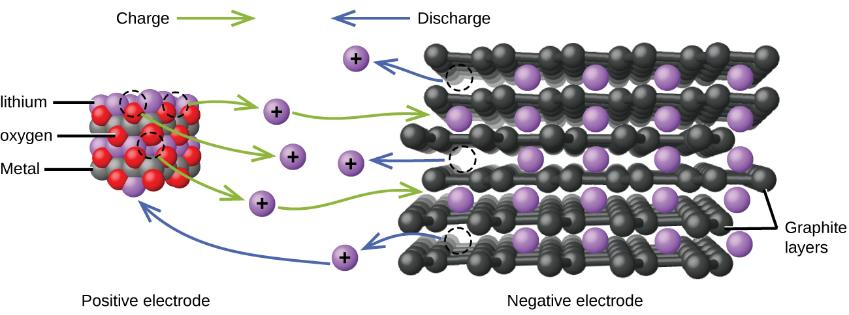 Charge
Discharge
+
lithium
+
oxygen
+
+
Metal
+
+
Graphite
layers
Positive electrode
Negative electrode